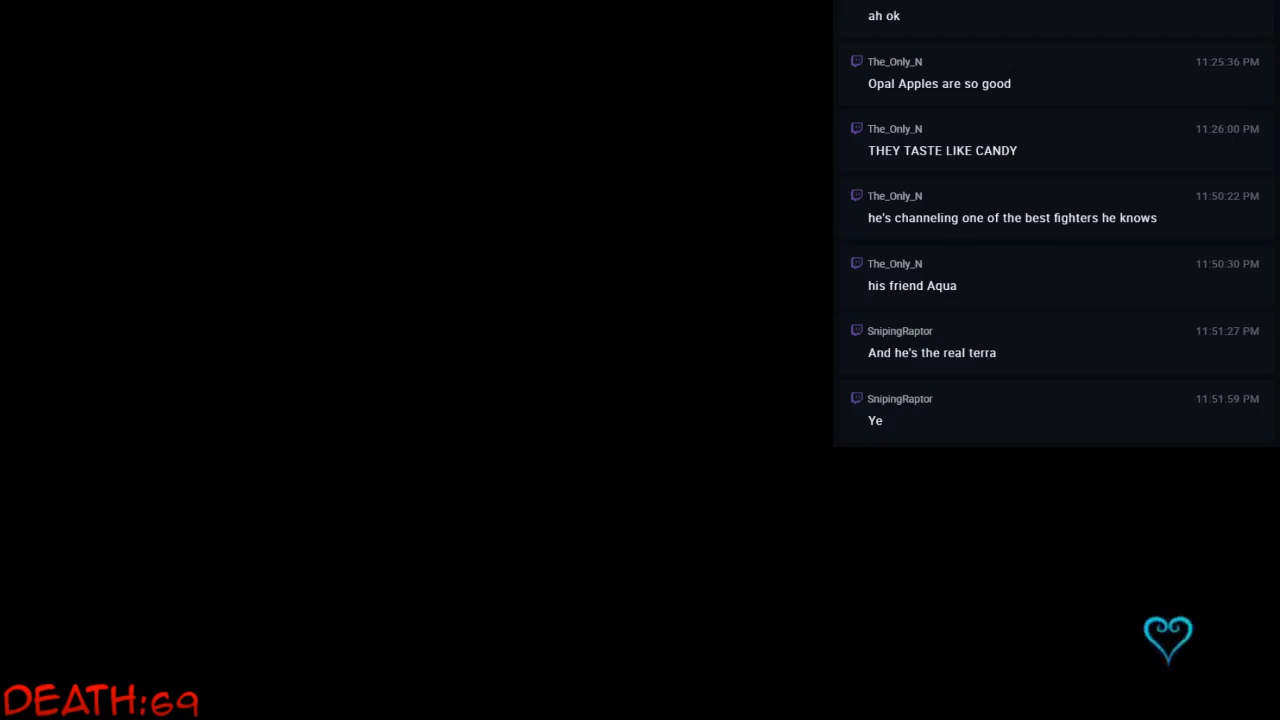 ah ok
The_Only_N 11:25:36 PM
Opal Apples are so good
The_Only_N 11:26:00 PM
THEY TASTE LIKE CANDY
The_Only_N 11:50:22 PM
he's channeling one of the best fighters he knows
The_Only_N 11:50:30 PM
his friend Aqua
SnipingRaptor 11:51:27 PM
And he's the real terra
SnipingRaptor 11:51:59 PM
Ye
DEATH:69